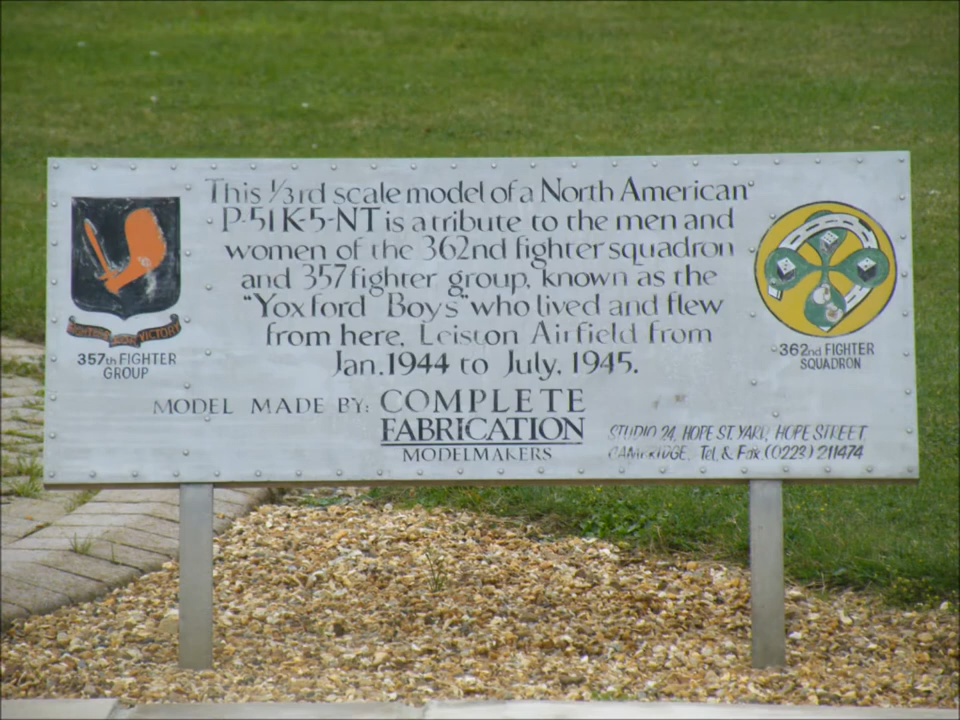 This 1/3rd scale model of a North American
P-51K-5-NT is a tribute to the men and
women of the 362nd fighter squadron
and 357 fighter group, known as the
"Yoxford Boys" who lived and flew
from here, Leiston Airfield from
Jan. 1944 to July, 1945.
VICTORY
357th FIGHTER
GROUP
362nd FIGHTER
SQUADRON
MODEL MADE BY: COMPLETE
FABRICATION
MODELMAKERS
STUDIO 24, HOPE ST. YARD, HOPE STREET
CAMBRIDGE. Tel. & Fax. (0223) 211474